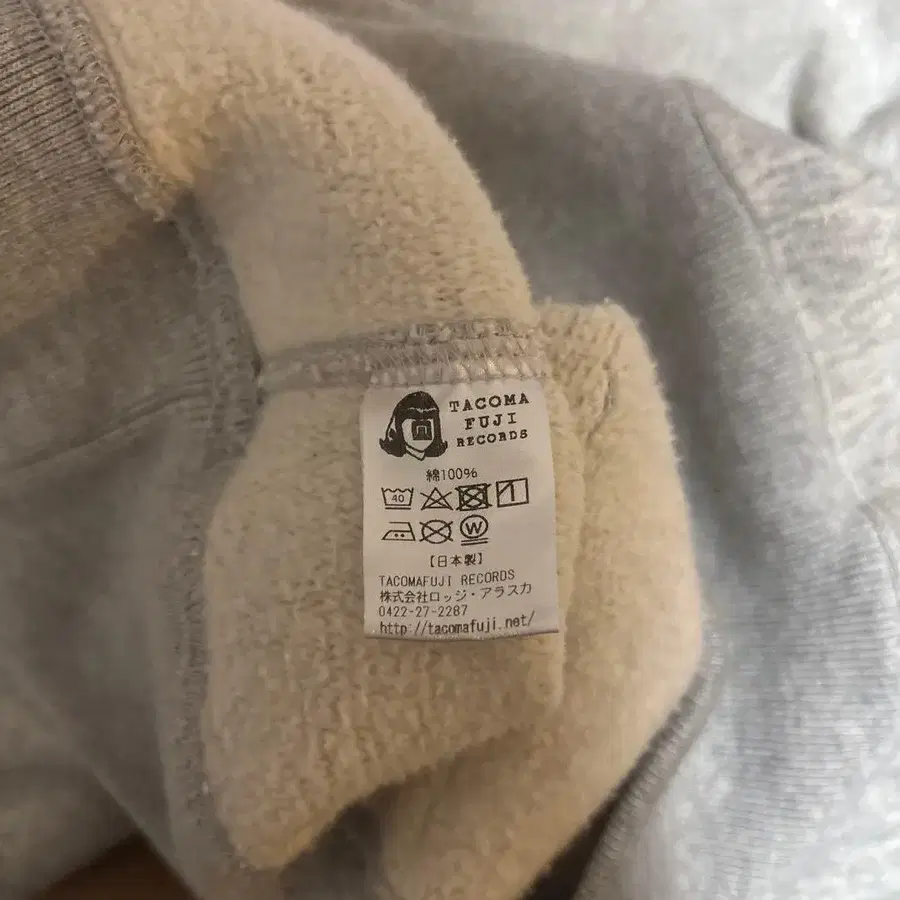 TACOMA
FUJI
RECORDS
綿100%
40
W
【日本製】
TACOMAFUJI RECORDS
株式会社ロッジ・アラスカ
0422-27-2287
http://tacomafuji.net/